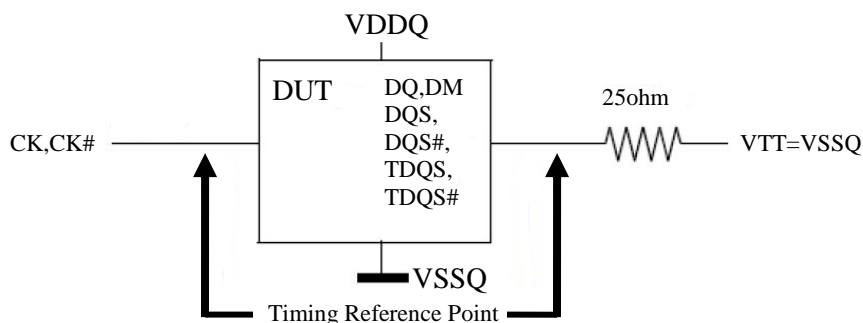 VDDQ
DUT
DQ,DM
DQS,
DQS#,
TDQS,
TDQS#
25ohm
CK,CK#
VTT=VSSQ
VSSQ
Timing Reference Point